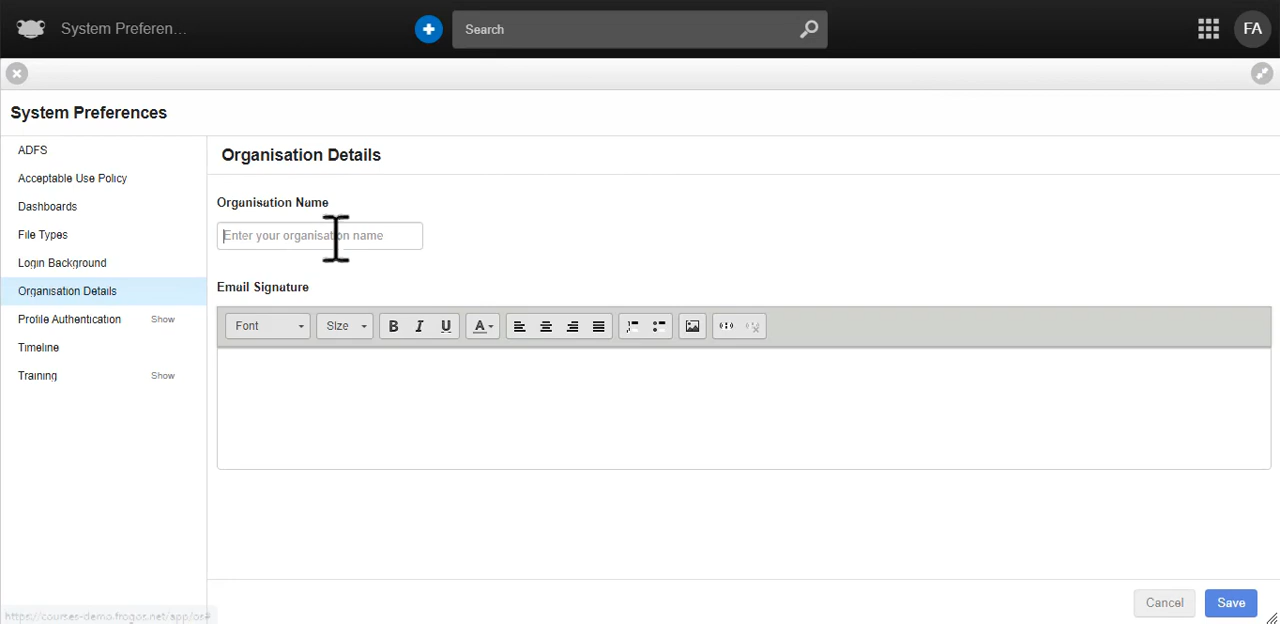 System Preferen...
Search
FA
System Preferences
ADFS
Acceptable Use Policy
Dashboards
File Types
Login Background
Organisation Details
Profile Authentication Show
Timeline
Training Show
Organisation Details
Organisation Name
Enter your organisation name
Email Signature
Font Size B I U A
Cancel Save
https://courses-demo.frogos.net/app/os#